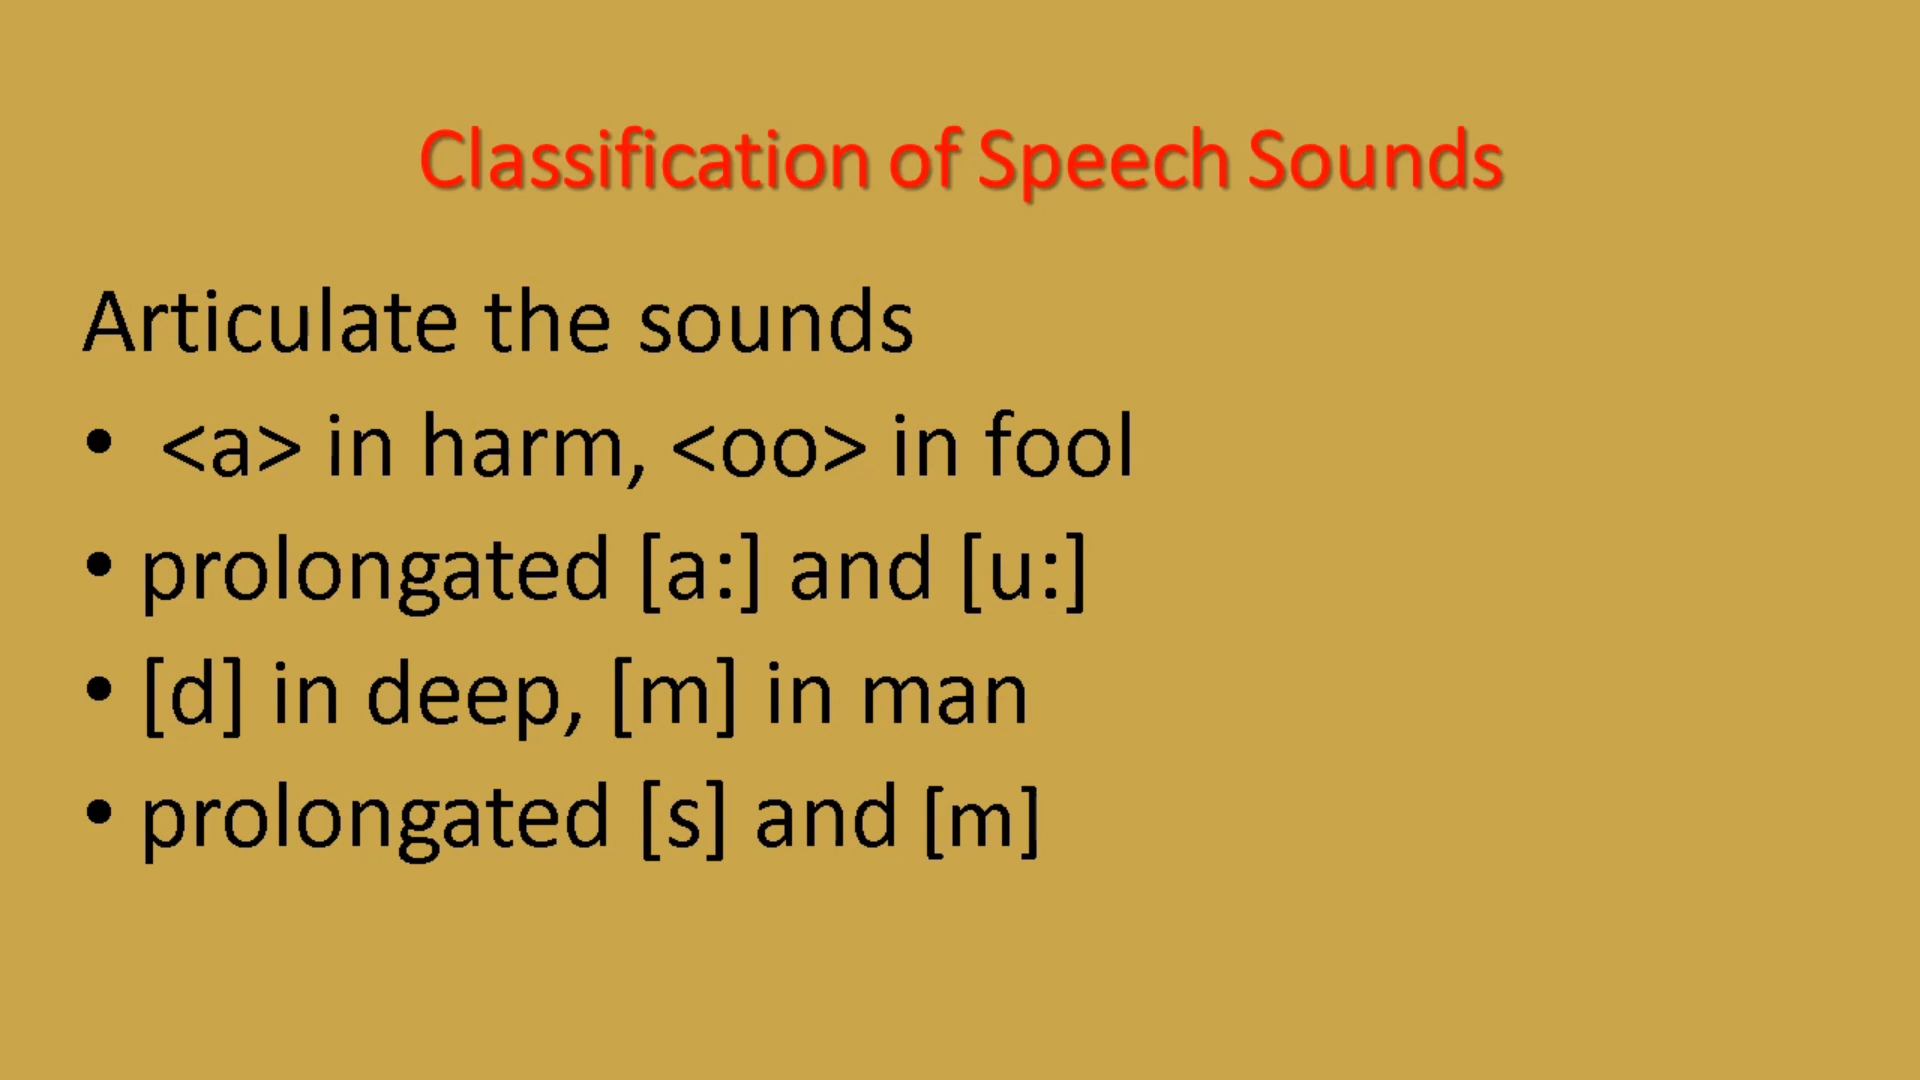 Classification of Speech Sounds
Articulate the sounds
• <a> in harm, <oo> in fool
• prolongated [a:] and [u:]
• [d] in deep, [m] in man
• prolongated [s] and [m]